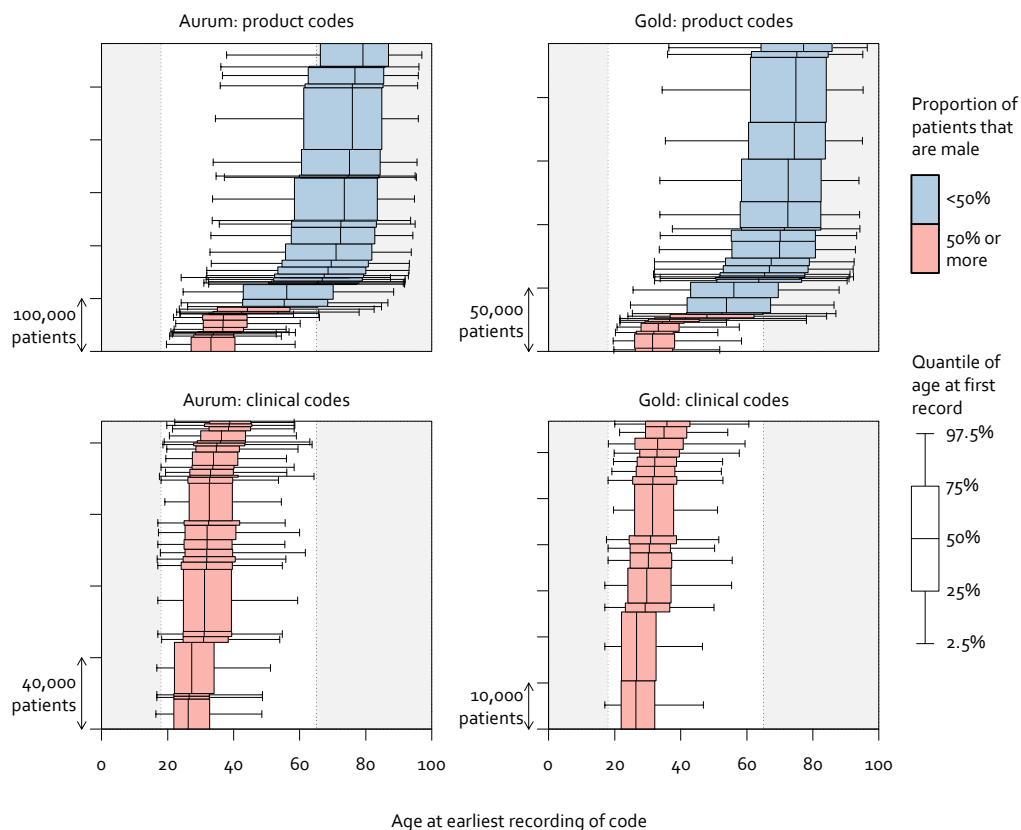 Aurum: product codes
Gold: product codes
100,000
patients
50,000
patients
Proportion of
patients that
are male
<50%
50% or
more
Aurum: clinical codes
Gold: clinical codes
40,000
patients
10,000
patients
Quantile of
age at first
record
97.5%
75%
50%
25%
2.5%
0 20 40 60 80 100
0 20 40 60 80 100
Age at earliest recording of code